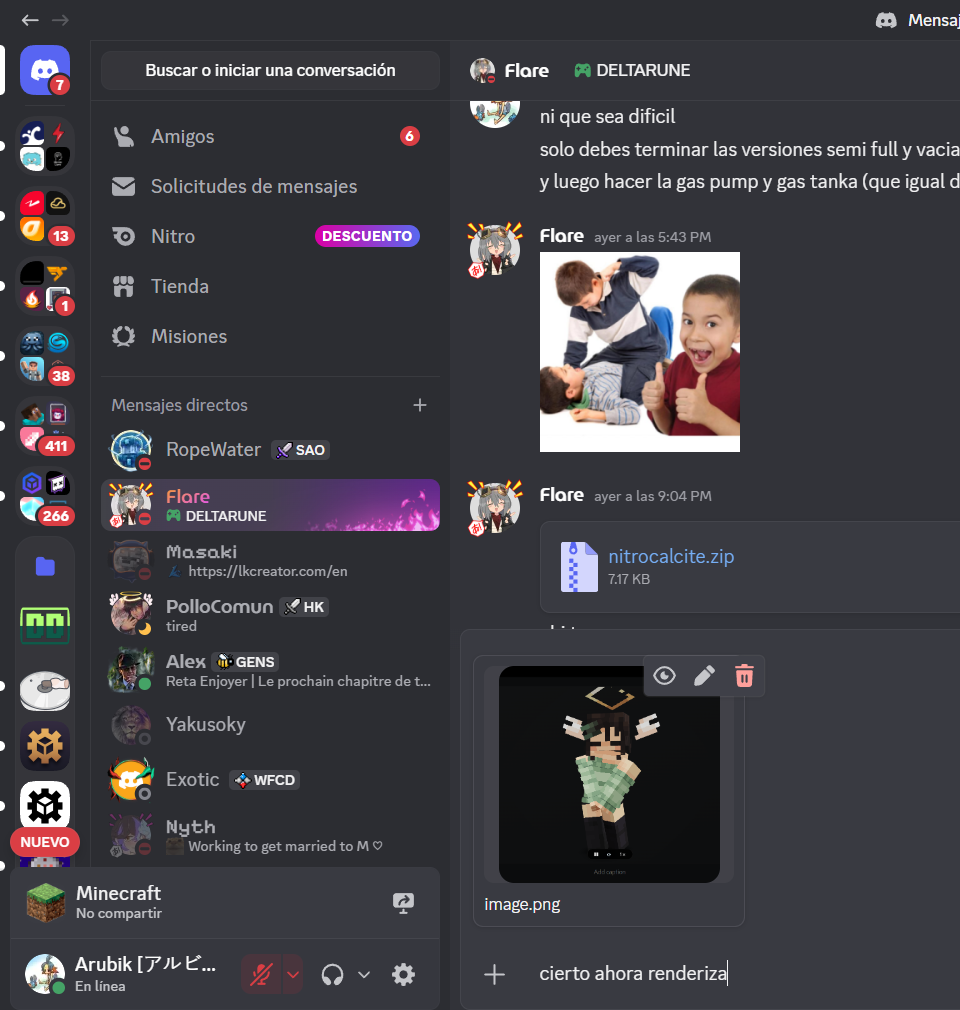 Mensaj
7
Buscar o iniciar una conversación
Flare
DELTARUNE
Amigos
6
Solicitudes de mensajes
Nitro
DESCUENTO
Tienda
Misiones
Mensajes directos
RopeWater
SAO
Flare
DELTARUNE
Masaki
https://lkcreator.com/en
PolloComun
HK
tired
Alex
GENS
Reta Enjoyer | Le prochain chapitre de t...
Yakusoky
Exotic
WFCD
Nyth
Working to get married to M ♡
13
1
38
411
266
NUEVO
Minecraft
No compartir
Arubik [アルビ...
En línea
ni que sea dificil
solo debes terminar las versiones semi full y vacia
y luego hacer la gas pump y gas tanka (que igual d
Flare ayer a las 5:43 PM
Flare ayer a las 9:04 PM
nitrocalcite.zip
7.17 KB
Add caption
image.png
cierto ahora renderiza